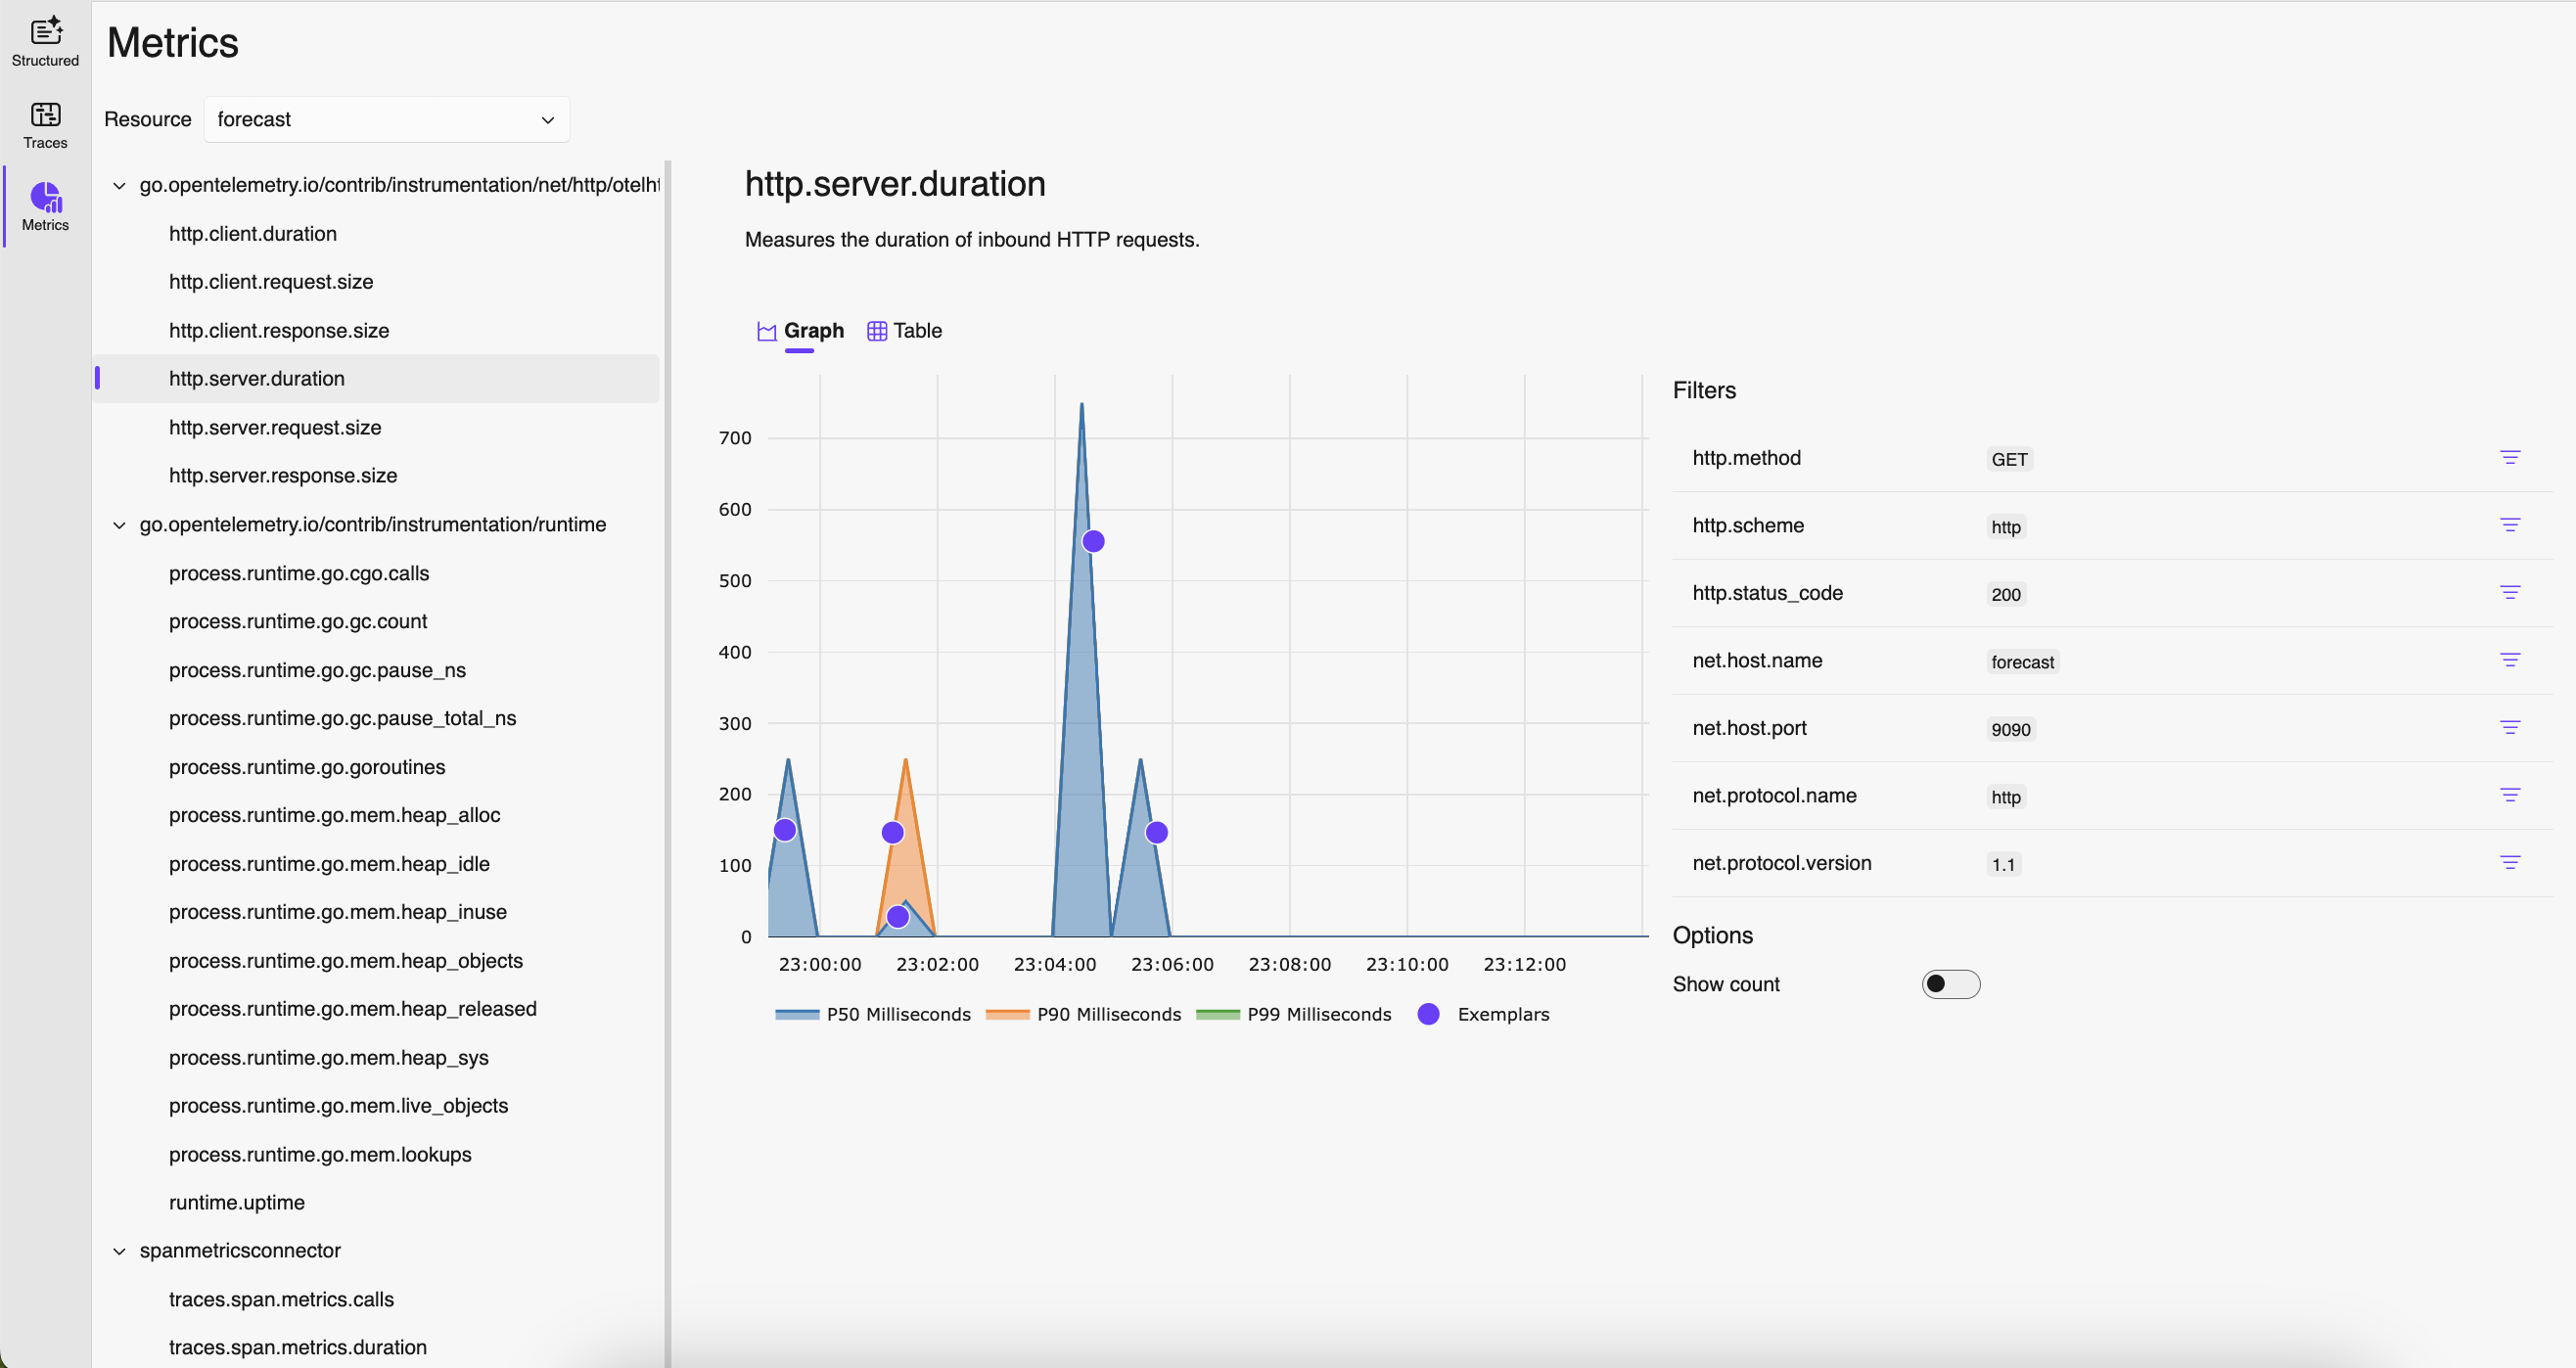 Structured
Traces
Metrics
Metrics
Resource
forecast
go.opentelemetry.io/contrib/instrumentation/net/http/otelht
http.client.duration
http.client.request.size
http.client.response.size
http.server.duration
http.server.request.size
http.server.response.size
go.opentelemetry.io/contrib/instrumentation/runtime
process.runtime.go.cgo.calls
process.runtime.go.gc.count
process.runtime.go.gc.pause_ns
process.runtime.go.gc.pause_total_ns
process.runtime.go.goroutines
process.runtime.go.mem.heap_alloc
process.runtime.go.mem.heap_idle
process.runtime.go.mem.heap_inuse
process.runtime.go.mem.heap_objects
process.runtime.go.mem.heap_released
process.runtime.go.mem.heap_sys
process.runtime.go.mem.live_objects
process.runtime.go.mem.lookups
runtime.uptime
spanmetricsconnector
traces.span.metrics.calls
traces.span.metrics.duration
http.server.duration
Measures the duration of inbound HTTP requests.
Graph Table
700
600
500
400
300
200
100
0
23:00:00 23:02:00 23:04:00 23:06:00 23:08:00 23:10:00 23:12:00
P50 Milliseconds P90 Milliseconds P99 Milliseconds Exemplars
Filters
http.method GET
http.scheme http
http.status_code 200
net.host.name forecast
net.host.port 9090
net.protocol.name http
net.protocol.version 1.1
Options
Show count